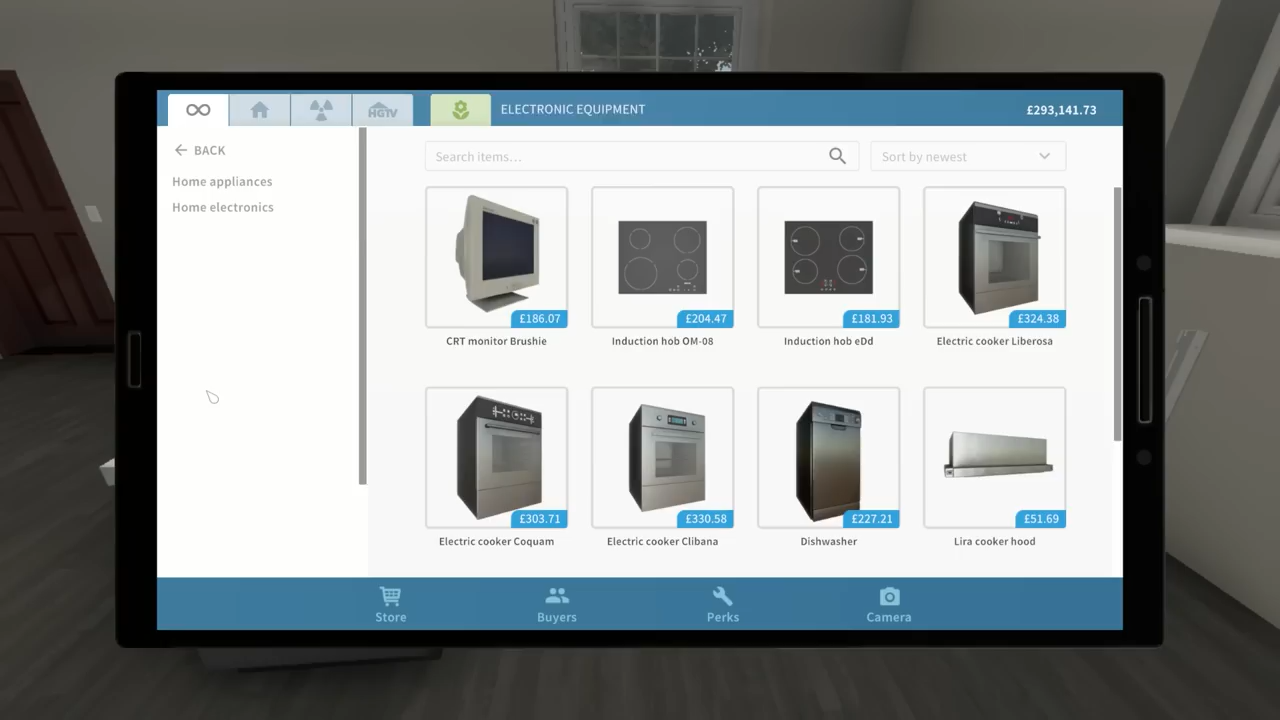 HGTV
ELECTRONIC EQUIPMENT
£293,141.73
BACK
Home appliances
Home electronics
Search items...
Sort by newest
£186.07
£204.47
£181.93
£324.38
CRT monitor Brushie
Induction hob OM-08
Induction hob eDd
Electric cooker Liberosa
£303.71
£330.58
£227.21
£51.69
Electric cooker Coquam
Electric cooker Clibana
Dishwasher
Lira cooker hood
Store
Buyers
Perks
Camera